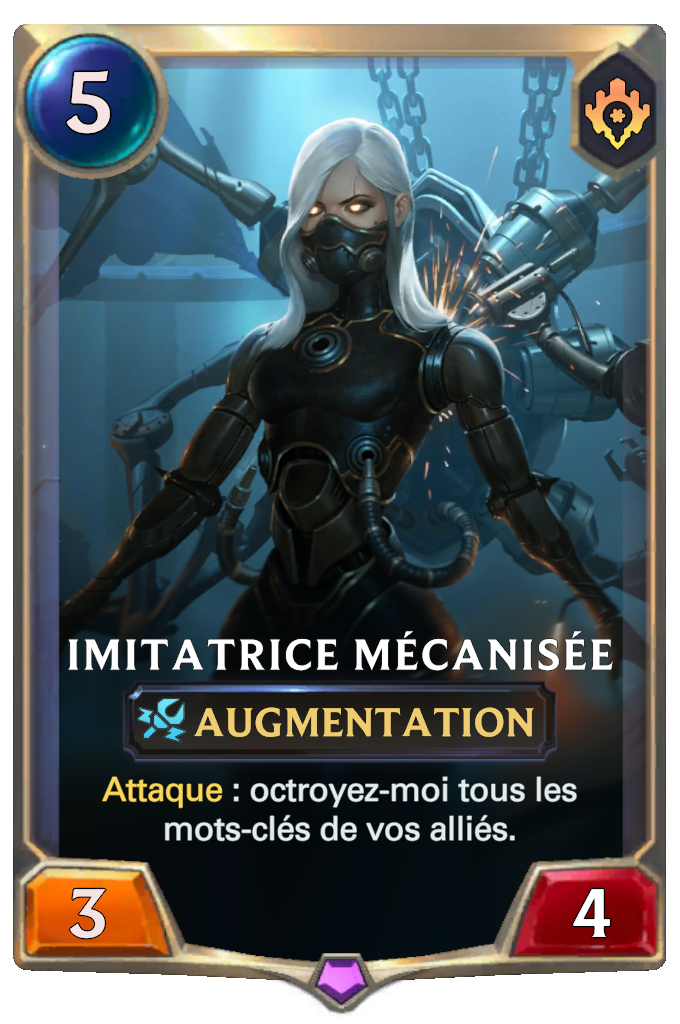 5
IMITATRICE MÉCANISÉE
AUGMENTATION
Attaque : octroyez-moi tous les
mots-clés de vos alliés.
3
4